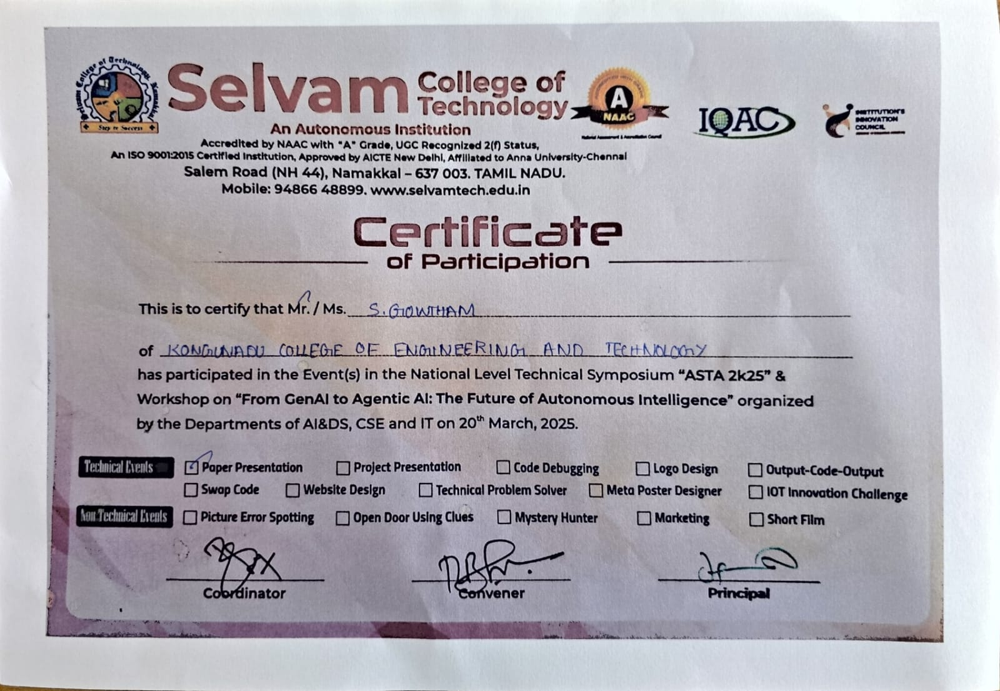 Selvam College of Technology, Namakkal
Step to Success
Selvam College of Technology
An Autonomous Institution
Accredited by NAAC with "A" Grade, UGC Recognized 2(f) Status,
An ISO 9001:2015 Certified Institution, Approved by AICTE New Delhi, Affiliated to Anna University-Chennai
Salem Road (NH 44), Namakkal – 637 003. TAMIL NADU.
Mobile: 94866 48899. www.selvamtech.edu.in
ACCREDITED WITH GRADE
A
NAAC
National Assessment & Accreditation Council
IQAC
INSTITUTION'S
INNOVATION
COUNCIL
Certificate
of Participation
This is to certify that Mr. / Ms. S. GOWTHAM
of KONGUNADU COLLEGE OF ENGINEERING AND TECHNOLOGY
has participated in the Event(s) in the National Level Technical Symposium "ASTA 2k25" &
Workshop on "From GenAI to Agentic AI: The Future of Autonomous Intelligence" organized
by the Departments of AI&DS, CSE and IT on 20th March, 2025.
Technical Events Paper Presentation Project Presentation Code Debugging Logo Design Output-Code-Output
Swap Code Website Design Technical Problem Solver Meta Poster Designer IOT Innovation Challenge
Non Technical Events Picture Error Spotting Open Door Using Clues Mystery Hunter Marketing Short Film
Coordinator Convener Principal